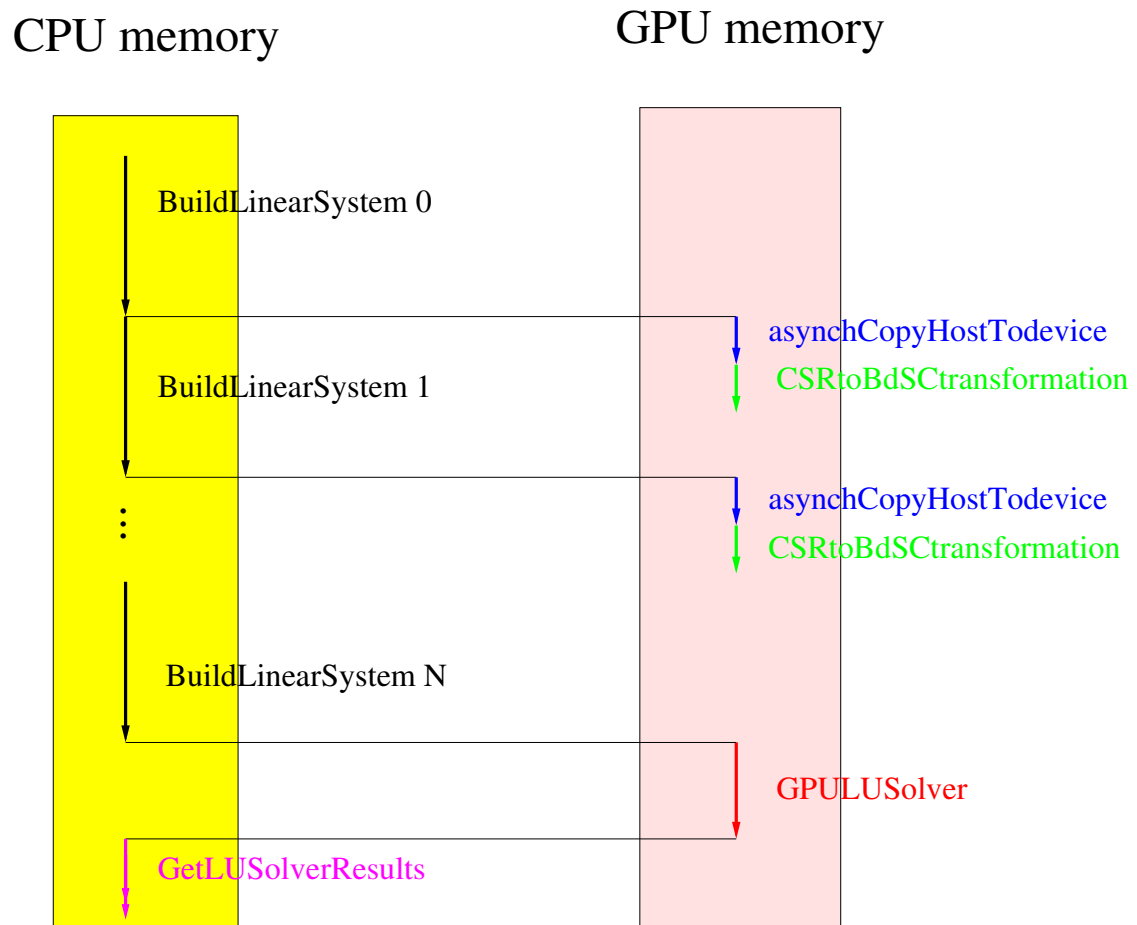 CPU memory
GPU memory
BuildLinearSystem 0
asynchCopyHostTodevice
CSRtoBdSCtransformation
BuildLinearSystem 1
asynchCopyHostTodevice
CSRtoBdSCtransformation
...
BuildLinearSystem N
GPULUSolver
GetLUSolverResults